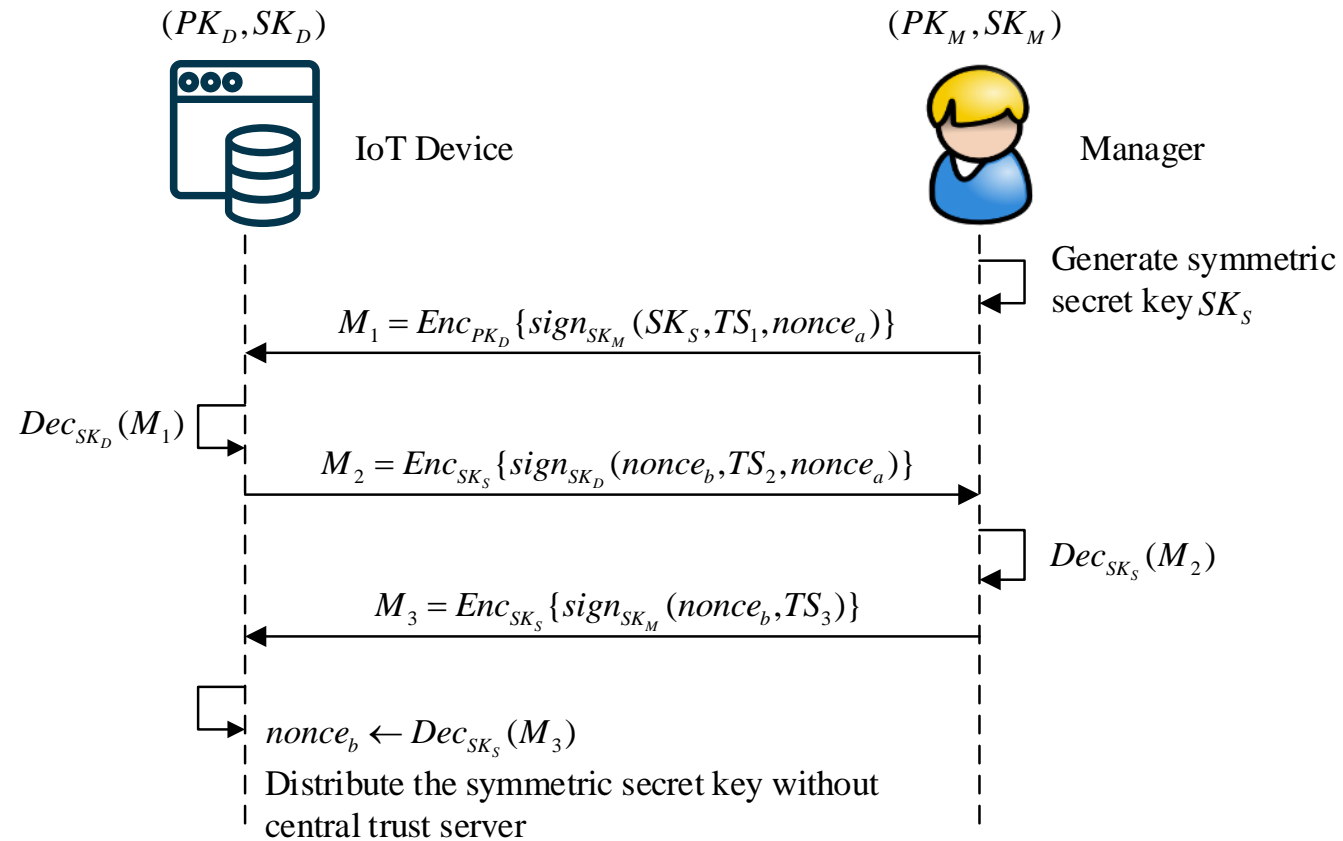 (PK_D, SK_D)
(PK_M, SK_M)
IoT Device
Manager
Generate symmetric
secret key SK_S
M_1 = Enc_{PK_D}{sign_{SK_M}(SK_S, TS_1, nonce_a)}
Dec_{SK_D}(M_1)
M_2 = Enc_{SK_S}{sign_{SK_D}(nonce_b, TS_2, nonce_a)}
Dec_{SK_S}(M_2)
M_3 = Enc_{SK_S}{sign_{SK_M}(nonce_b, TS_3)}
nonce_b ← Dec_{SK_S}(M_3)
Distribute the symmetric secret key without
central trust server